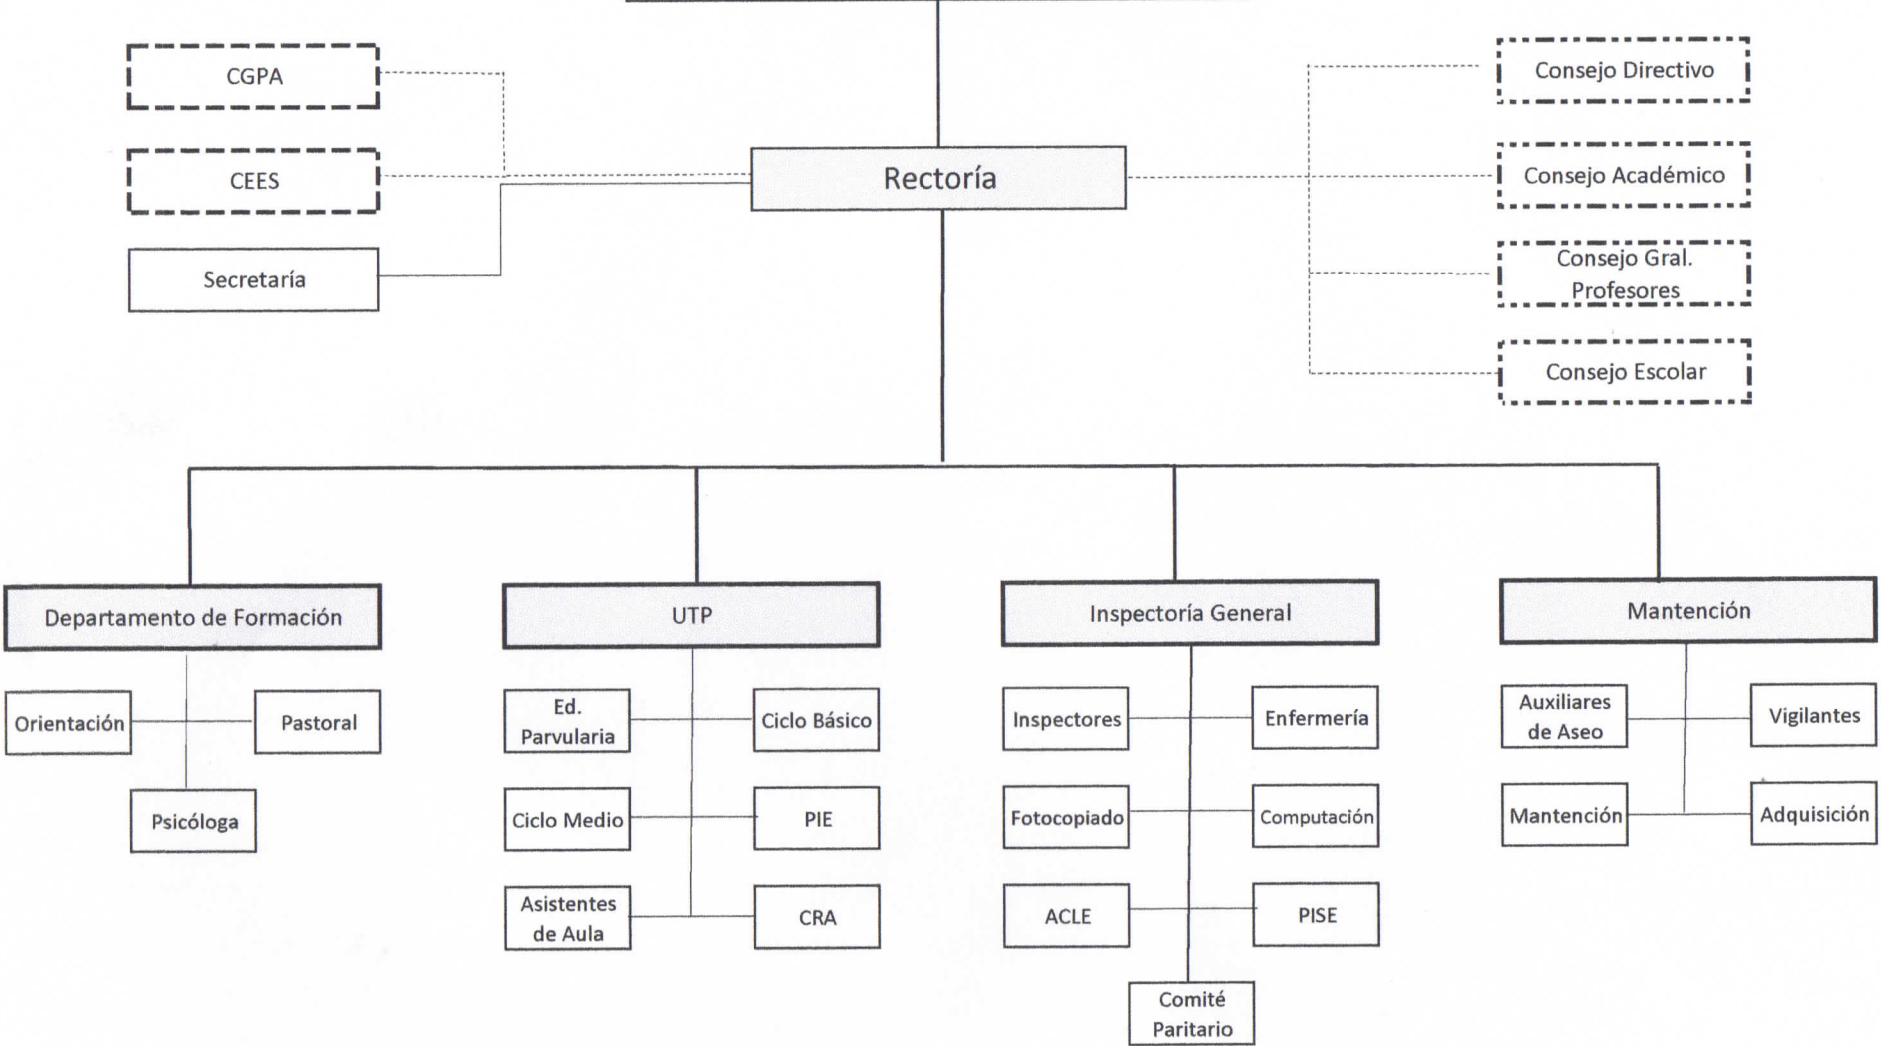 CGPA
CEES
Secretaría
Rectoría
Consejo Directivo
Consejo Académico
Consejo Gral.
Profesores
Consejo Escolar
Departamento de Formación
UTP
Inspectoría General
Mantención
Orientación
Pastoral
Psicóloga
Ed.
Parvularia
Ciclo Básico
Ciclo Medio
PIE
Asistentes
de Aula
CRA
Inspectores
Enfermería
Fotocopiado
Computación
ACLE
PISE
Comité
Paritario
Auxiliares
de Aseo
Vigilantes
Mantención
Adquisición